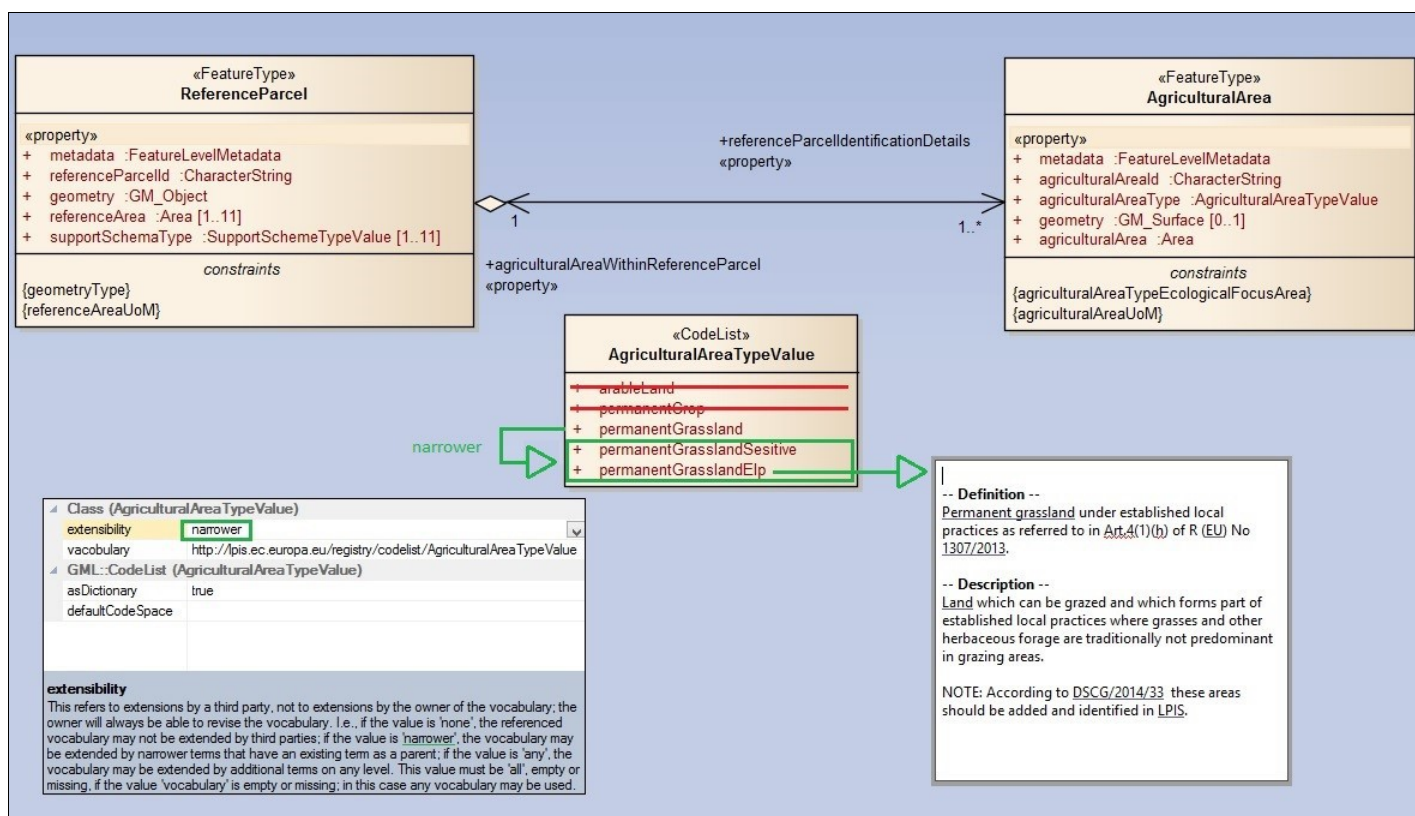 «FeatureType»
ReferenceParcel
«property»
+ metadata :FeatureLevelMetadata
+ referenceParcelId :CharacterString
+ geometry :GM_Object
+ referenceArea :Area [1..11]
+ supportSchemaType :SupportSchemeTypeValue [1..11]
constraints
{geometryType}
{referenceAreaUoM}
+referenceParcelIdentificationDetails
«property»
1
1..*
+agriculturalAreaWithinReferenceParcel
«property»
«FeatureType»
AgriculturalArea
«property»
+ metadata :FeatureLevelMetadata
+ agriculturalAreaId :CharacterString
+ agriculturalAreaType :AgriculturalAreaTypeValue
+ geometry :GM_Surface [0..1]
+ agriculturalArea :Area
constraints
{agriculturalAreaTypeEcologicalFocusArea}
{agriculturalAreaUoM}
«CodeList»
AgriculturalAreaTypeValue
+ arableLand
+ permanentCrop
+ permanentGrassland
+ permanentGrasslandSesitive
+ permanentGrasslandElp
narrower
Class (AgriculturalAreaTypeValue)
extensibility narrower
vacobulary http://lpis.ec.europa.eu/registry/codelist/AgriculturalAreaTypeValue
GML::CodeList (AgriculturalAreaTypeValue)
asDictionary true
defaultCodeSpace
extensibility
This refers to extensions by a third party, not to extensions by the owner of the vocabulary; the
owner will always be able to revise the vocabulary. I.e., if the value is 'none', the referenced
vocabulary may not be extended by third parties; if the value is 'narrower', the vocabulary may
be extended by narrower terms that have an existing term as a parent; if the value is 'any', the
vocabulary may be extended by additional terms on any level. This value must be 'all', empty or
missing, if the value 'vocabulary' is empty or missing; in this case any vocabulary may be used.
-- Definition --
Permanent grassland under established local
practices as referred to in Art.4(1)(h) of R (EU) No
1307/2013.
-- Description --
Land which can be grazed and which forms part of
established local practices where grasses and other
herbaceous forage are traditionally not predominant
in grazing areas.
NOTE: According to DSCG/2014/33 these areas
should be added and identified in LPIS.